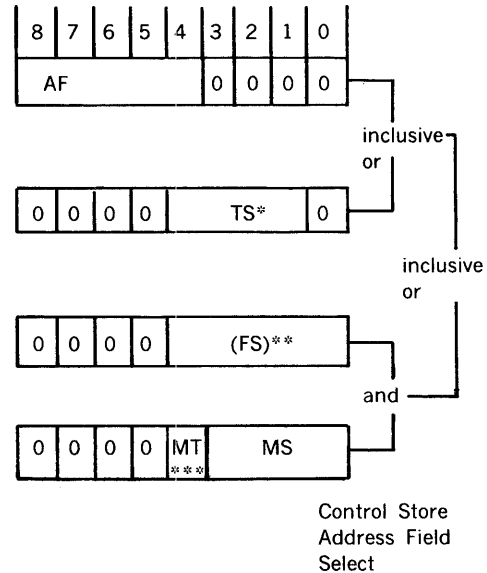 8 7 6 5 4 3 2 1 0
AF 0 0 0 0
inclusive
or
0 0 0 0 TS* 0
inclusive
or
0 0 0 0 (FS)**
and
0 0 0 0 MT MS
***
Control Store
Address Field
Select